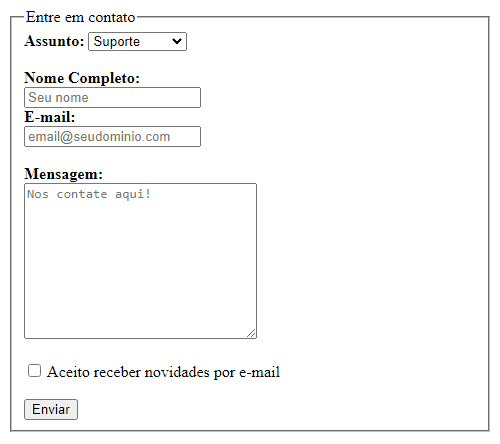 Entre em contato
Assunto: Suporte
Nome Completo:
Seu nome
E-mail:
email@seudominio.com
Mensagem:
Nos contate aqui!
Aceito receber novidades por e-mail
Enviar